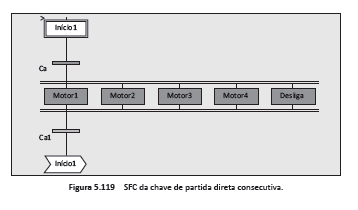 Início1
Ca
Motor1 Motor2 Motor3 Motor4 Desliga
Ca1
Início1
Figura 5.119 SFC da chave de partida direta consecutiva.